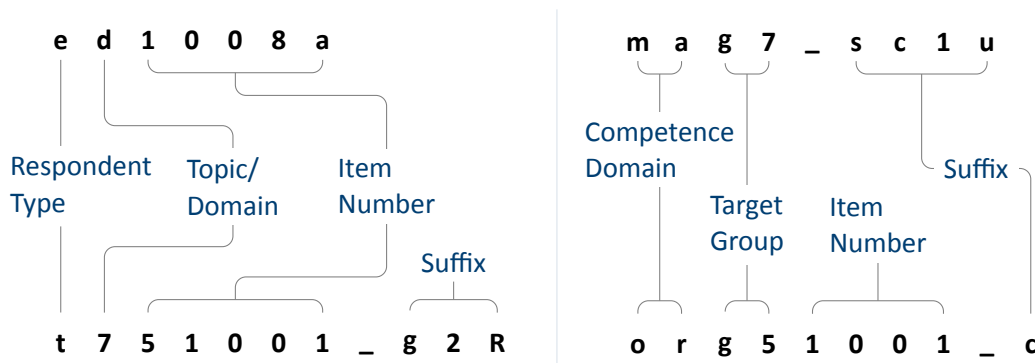 e d 1 0 0 8 a
Respondent
Type
Topic/
Domain
Item
Number
Suffix
t 7 5 1 0 0 1 _ g 2 R
m a g 7 _ s c 1 u
Competence
Domain
Suffix
Target
Group
Item
Number
o r g 5 1 0 0 1 _ c